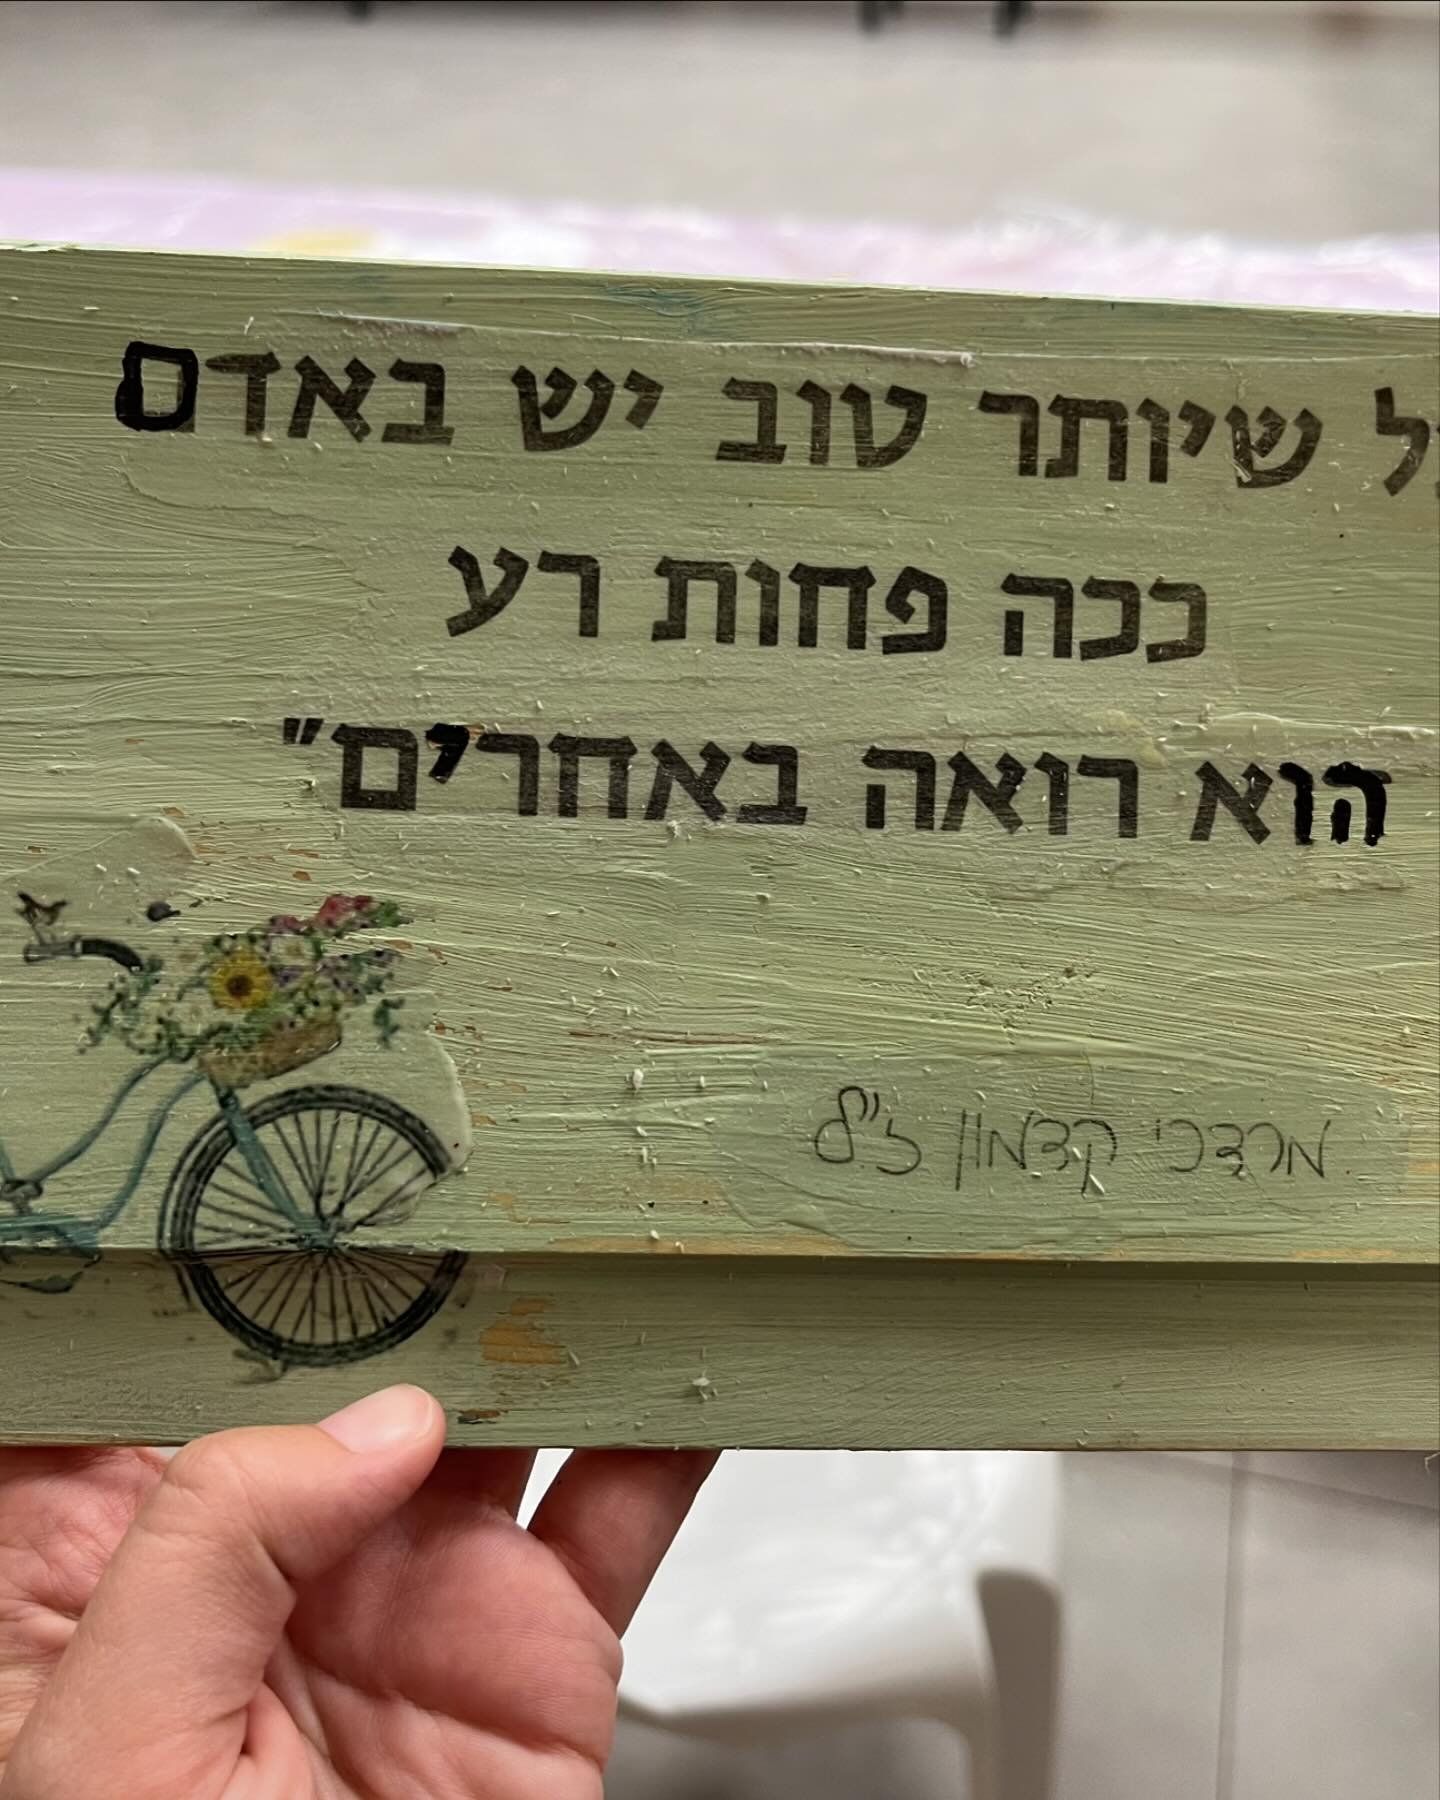 ל שיותר טוב יש באדם
ככה פחות רע
הוא רואה באחרים"
מרדכי קדמון ז"ל